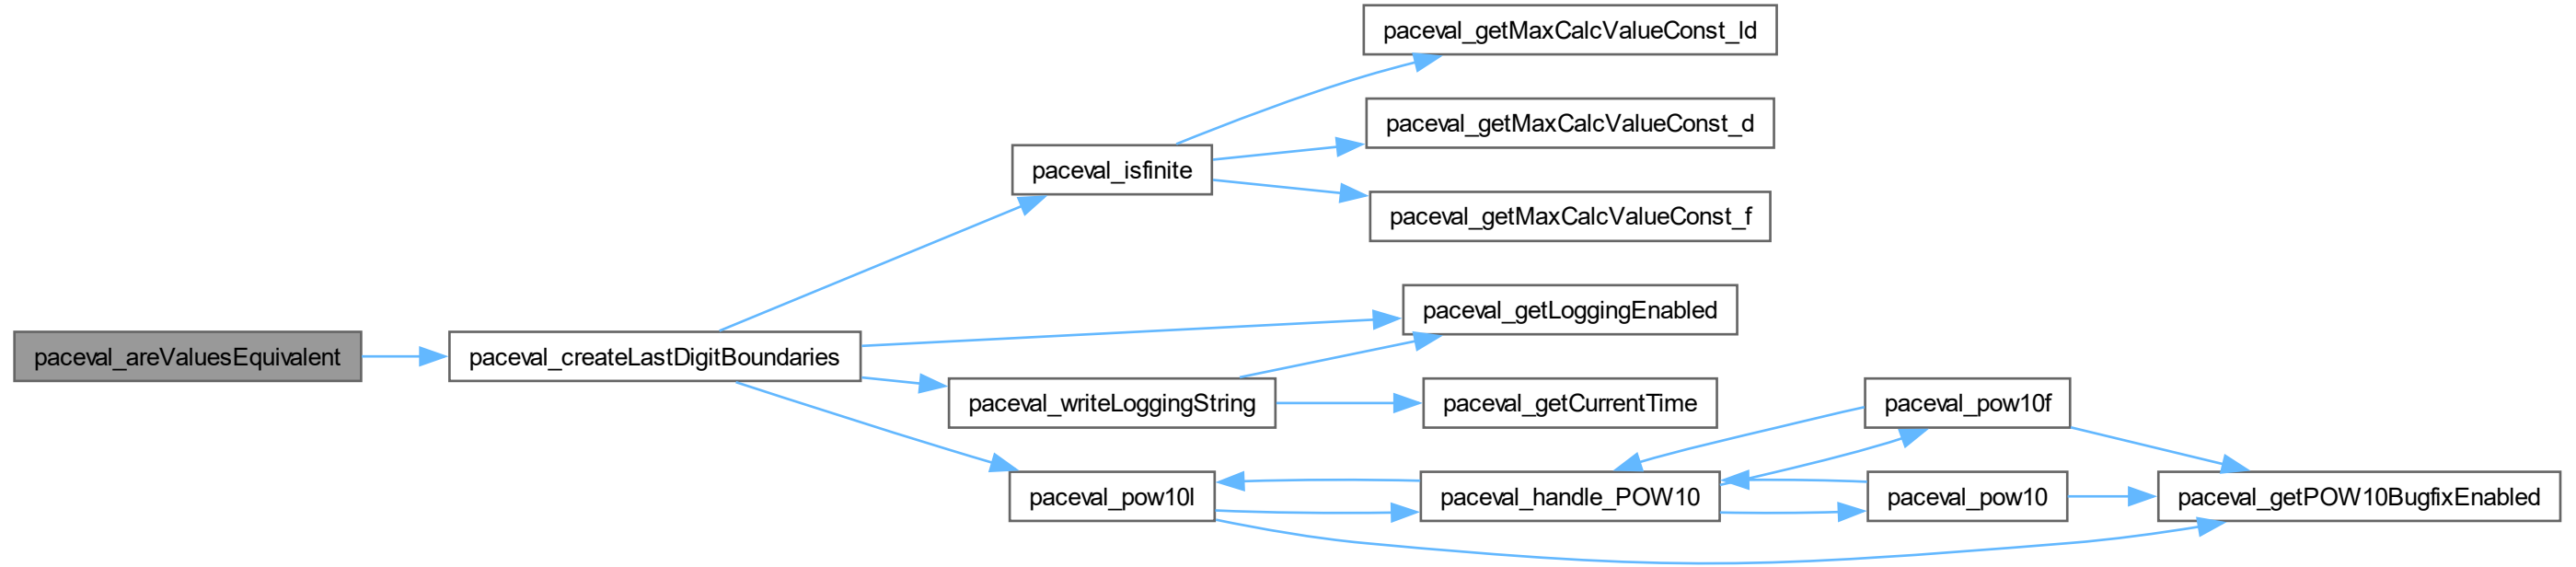 paceval_getMaxCalcValueConst_ld
paceval_getMaxCalcValueConst_d
paceval_isfinite
paceval_getMaxCalcValueConst_f
paceval_getLoggingEnabled
paceval_areValuesEquivalent
paceval_createLastDigitBoundaries
paceval_writeLoggingString
paceval_getCurrentTime
paceval_pow10f
paceval_pow10l
paceval_handle_POW10
paceval_pow10
paceval_getPOW10BugfixEnabled